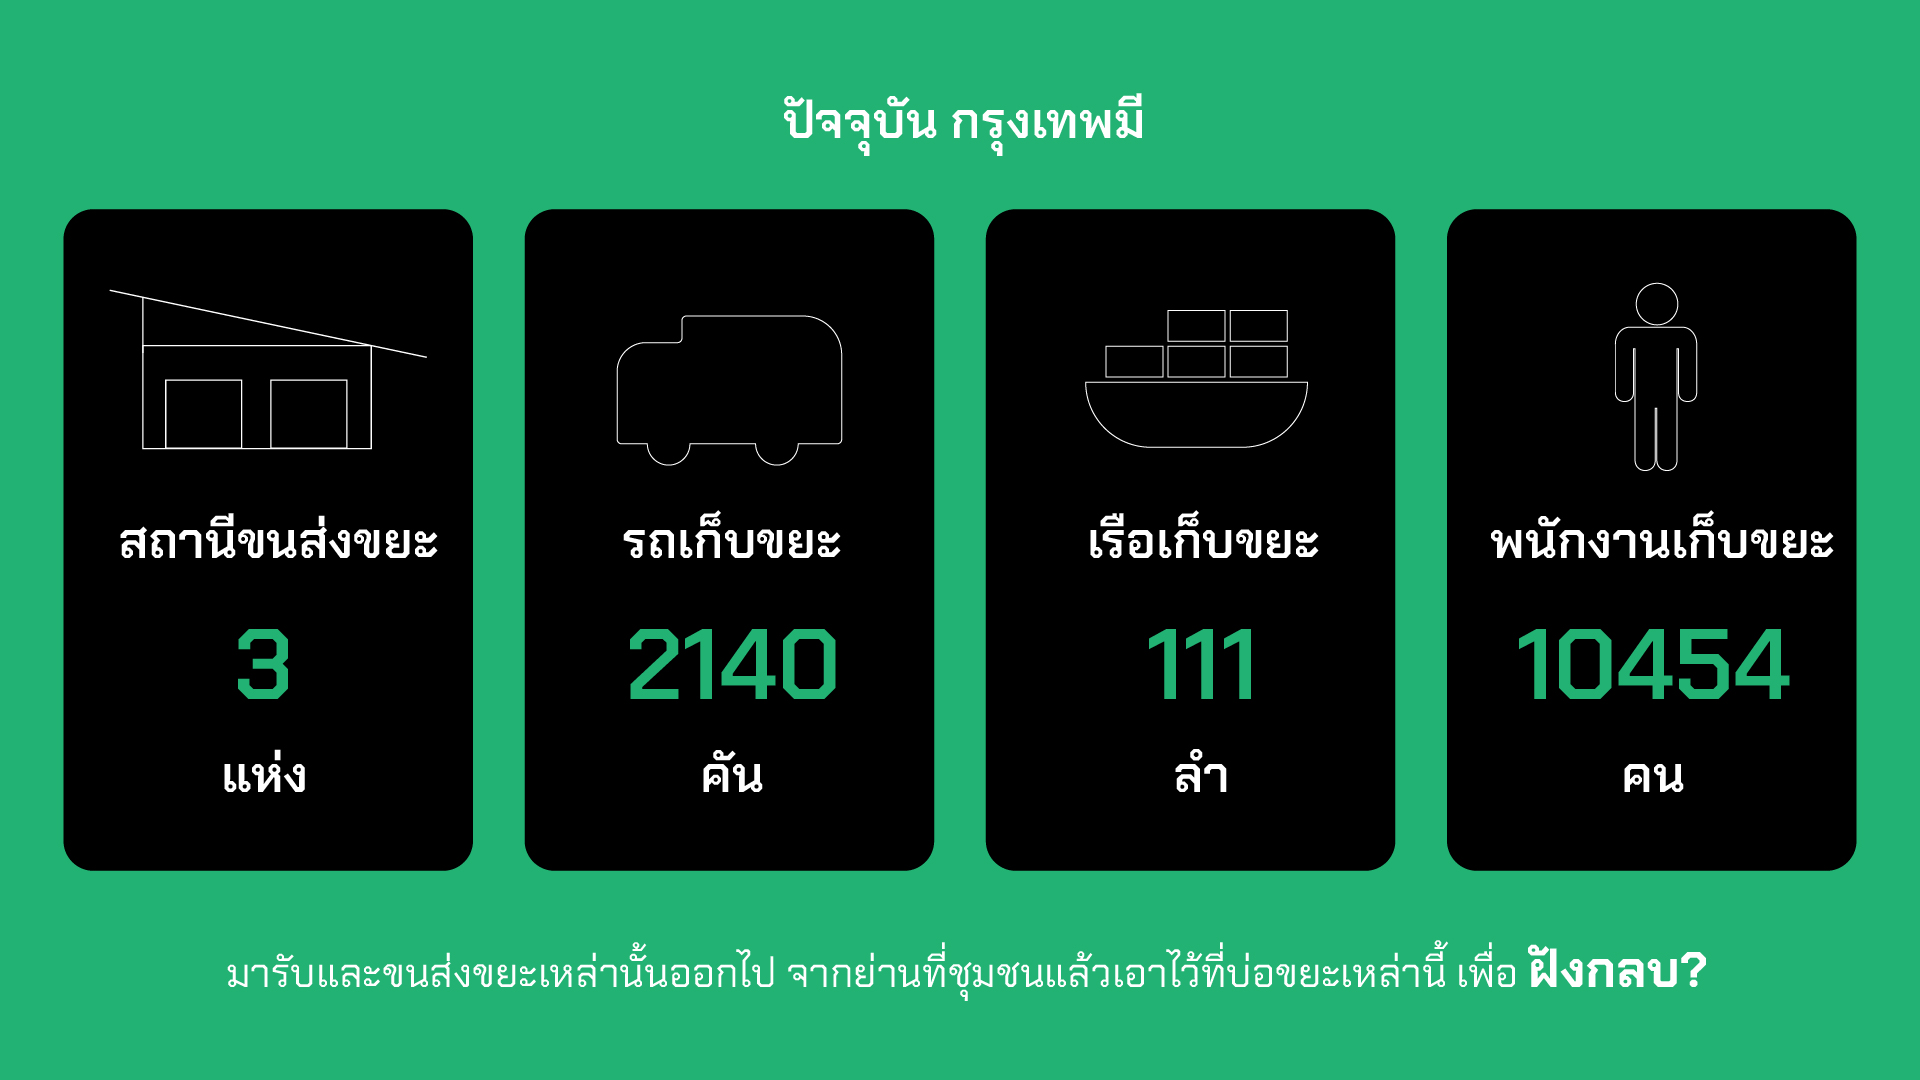 ปัจจุบัน กรุงเทพมี
สถานีขนส่งขยะ
3
แห่ง
รถเก็บขยะ
2140
คัน
เรือเก็บขยะ
111
ลำ
พนักงานเก็บขยะ
10454
คน
มารับและขนส่งขยะเหล่านั้นออกไป จากย่านที่ชุมชนแล้วเอาไว้ที่บ่อขยะเหล่านี้ เพื่อ ฝังกลบ?